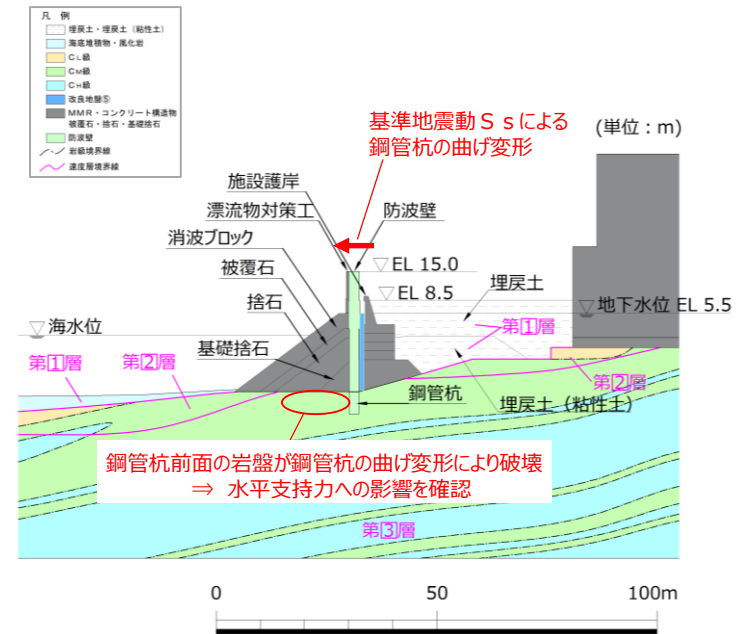 凡 例
埋戻土・埋戻土（粘性土）
海底堆積物・風化岩
CL級
CM級
CH級
改良地盤⑤
MMR・コンクリート構造物
被覆石・捨石・基礎捨石
防波壁
岩級境界線
速度層境界線
基準地震動Ｓｓによる
鋼管杭の曲げ変形
(単位：m)
施設護岸
漂流物対策工
防波壁
消波ブロック
被覆石
EL 15.0
EL 8.5
埋戻土
捨石
地下水位 EL 5.5
海水位
第1層
基礎捨石
第1層
第2層
第2層
鋼管杭
埋戻土（粘性土）
鋼管杭前面の岩盤が鋼管杭の曲げ変形により破壊
⇒ 水平支持力への影響を確認
第3層
0 50 100m